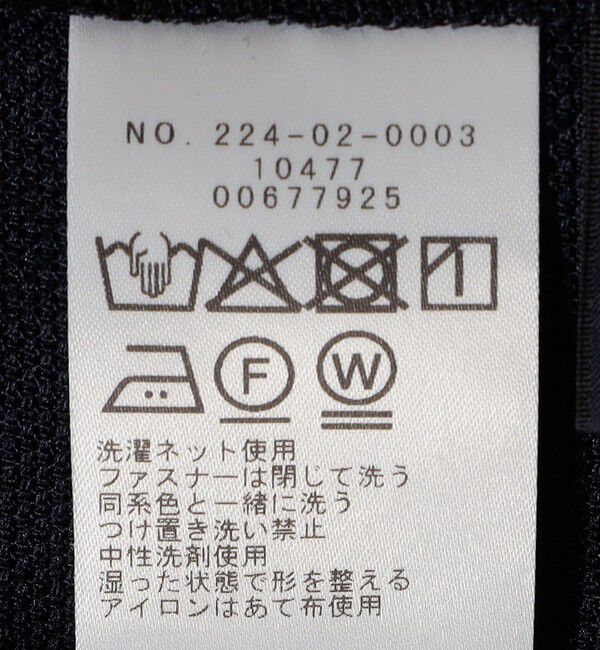 NO. 224-02-0003
10477
00677925
F W
洗濯ネット使用
ファスナーは閉じて洗う
同系色と一緒に洗う
つけ置き洗い禁止
中性洗剤使用
湿った状態で形を整える
アイロンはあて布使用